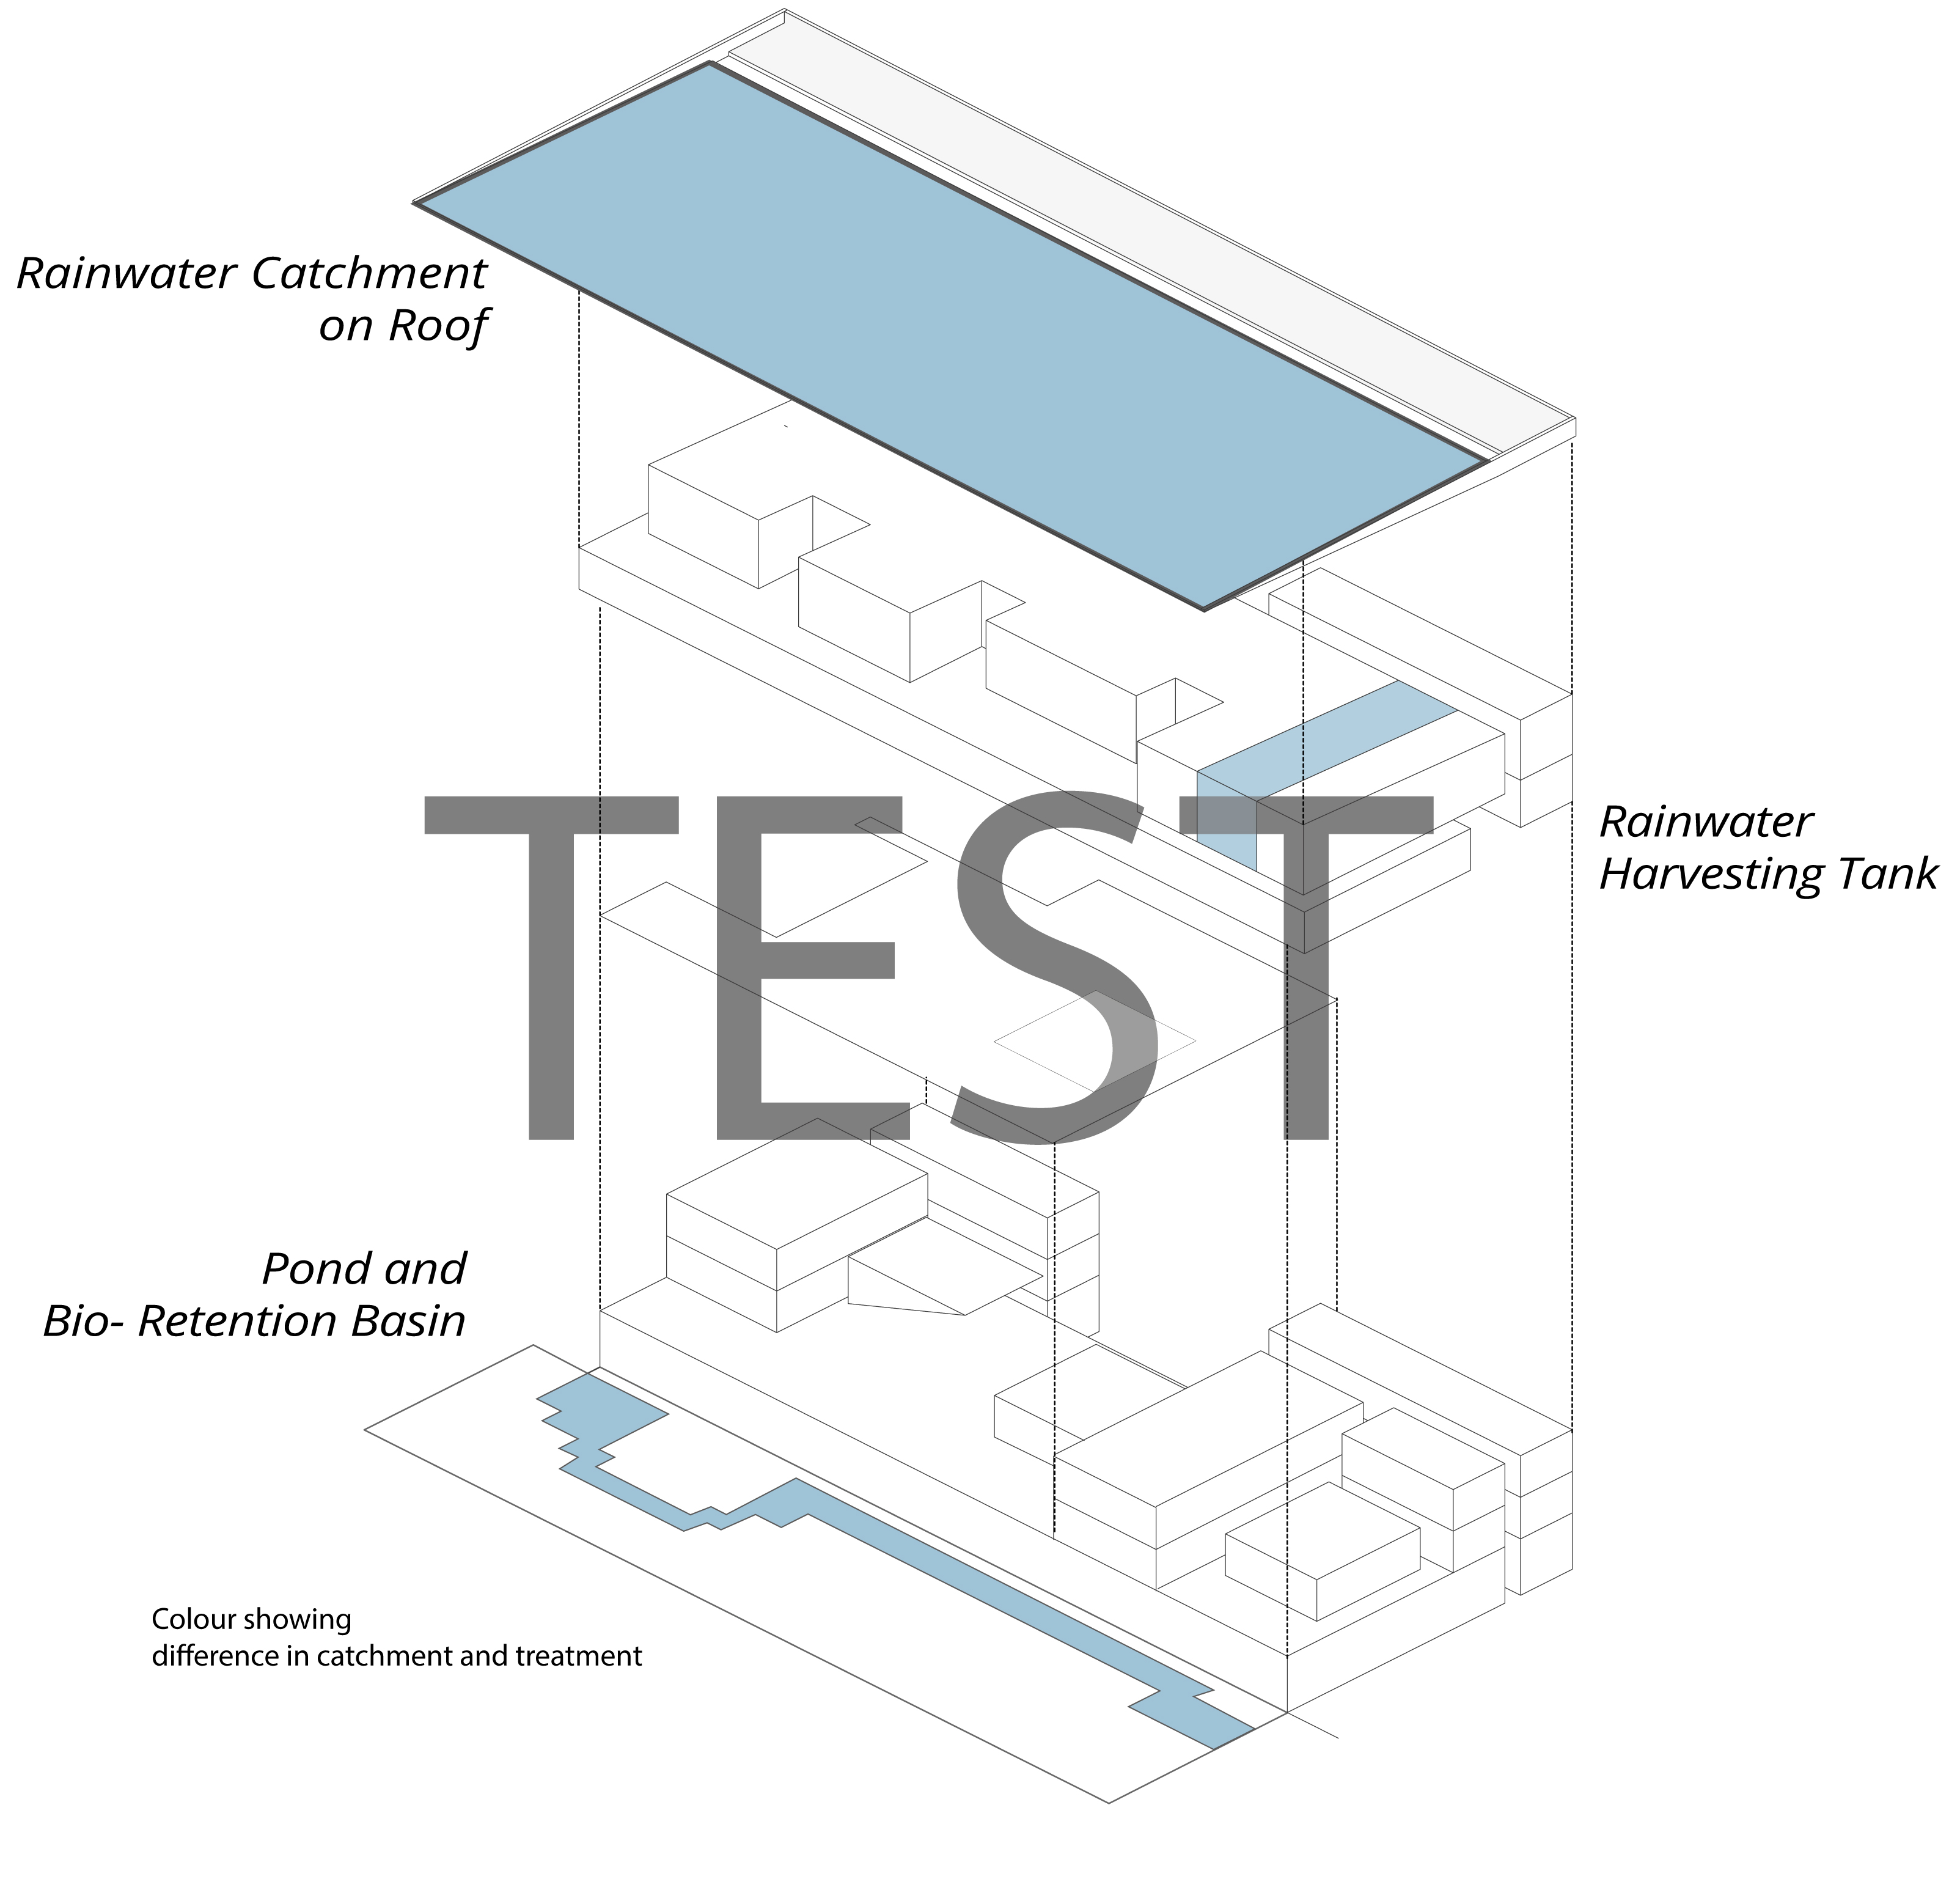 Rainwater Catchment
on Roof
TEST
Rainwater
Harvesting Tank
Pond and
Bio- Retention Basin
Colour showing
difference in catchment and treatment